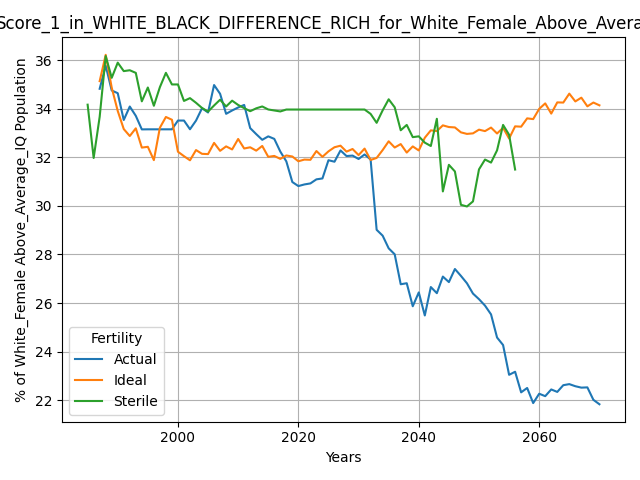 Score_1_in_WHITE_BLACK_DIFFERENCE_RICH_for_White_Female_Above_Avera
% of White_Female Above_Average_IQ Population
36
34
32
30
28
26
24
22
Fertility
Actual
Ideal
Sterile
2000
2020
2040
2060
Years